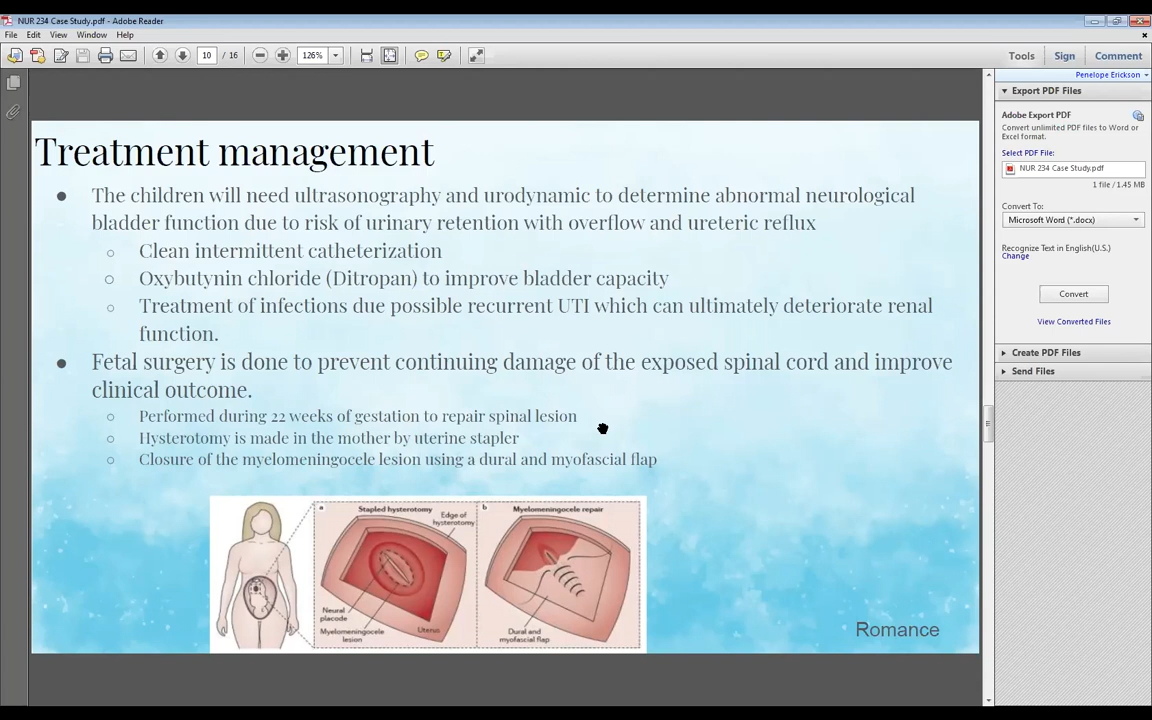 NUR 234 Case Study.pdf - Adobe Reader
File Edit View Window Help
10 / 16 126% Tools Sign Comment
Penelope Erickson
Export PDF Files
Adobe Export PDF
Convert unlimited PDF files to Word or
Excel format.
Select PDF File:
NUR 234 Case Study.pdf
1 file / 1.45 MB
Convert To:
Microsoft Word (*.docx)
Recognize Text in English(U.S.)
Change
Convert
View Converted Files
Create PDF Files
Send Files
Treatment management
● The children will need ultrasonography and urodynamic to determine abnormal neurological
bladder function due to risk of urinary retention with overflow and ureteric reflux
○ Clean intermittent catheterization
○ Oxybutynin chloride (Ditropan) to improve bladder capacity
○ Treatment of infections due possible recurrent UTI which can ultimately deteriorate renal
function.
● Fetal surgery is done to prevent continuing damage of the exposed spinal cord and improve
clinical outcome.
○ Performed during 22 weeks of gestation to repair spinal lesion
○ Hysterotomy is made in the mother by uterine stapler
○ Closure of the myelomeningocele lesion using a dural and myofascial flap
a Stapled hysterotomy
Edge of
hysterotomy
Neural
placode
Myelomeningocele
lesion
Uterus
b Myelomeningocele repair
Dural and
myofascial flap
Romance